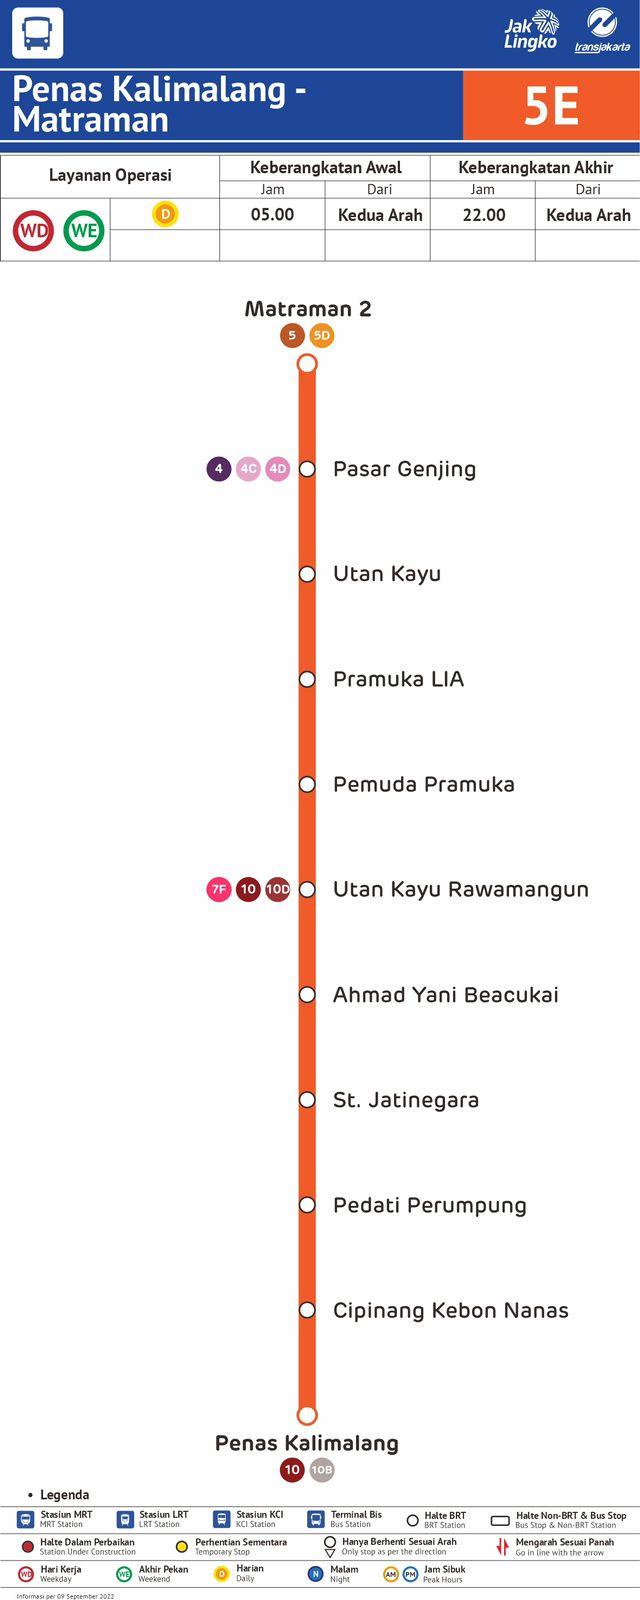 Jak
Lingko
transjakarta
Penas Kalimalang -
Matraman
5E
Layanan Operasi
Keberangkatan Awal
Keberangkatan Akhir
Jam
Dari
Jam
Dari
WD
WE
D
05.00
Kedua Arah
22.00
Kedua Arah
Matraman 2
5
5D
4
4C
4D
Pasar Genjing
Utan Kayu
Pramuka LIA
Pemuda Pramuka
7F
10
10D
Utan Kayu Rawamangun
Ahmad Yani Beacukai
St. Jatinegara
Pedati Perumpung
Cipinang Kebon Nanas
Penas Kalimalang
10
10B
• Legenda
Stasiun MRT
MRT Station
Stasiun LRT
LRT Station
Stasiun KCI
KCI Station
Terminal Bis
Bus Station
Halte BRT
BRT Station
Halte Non-BRT & Bus Stop
Bus Stop & Non-BRT Station
Halte Dalam Perbaikan
Station Under Construction
Perhentian Sementara
Temporary Stop
Hanya Berhenti Sesuai Arah
Only stop as per the direction
Mengarah Sesuai Panah
Go in line with the arrow
WD
Hari Kerja
Weekday
WE
Akhir Pekan
Weekend
D
Harian
Daily
N
Malam
Night
AM
PM
Jam Sibuk
Peak Hours
Informasi per 09 September 2022